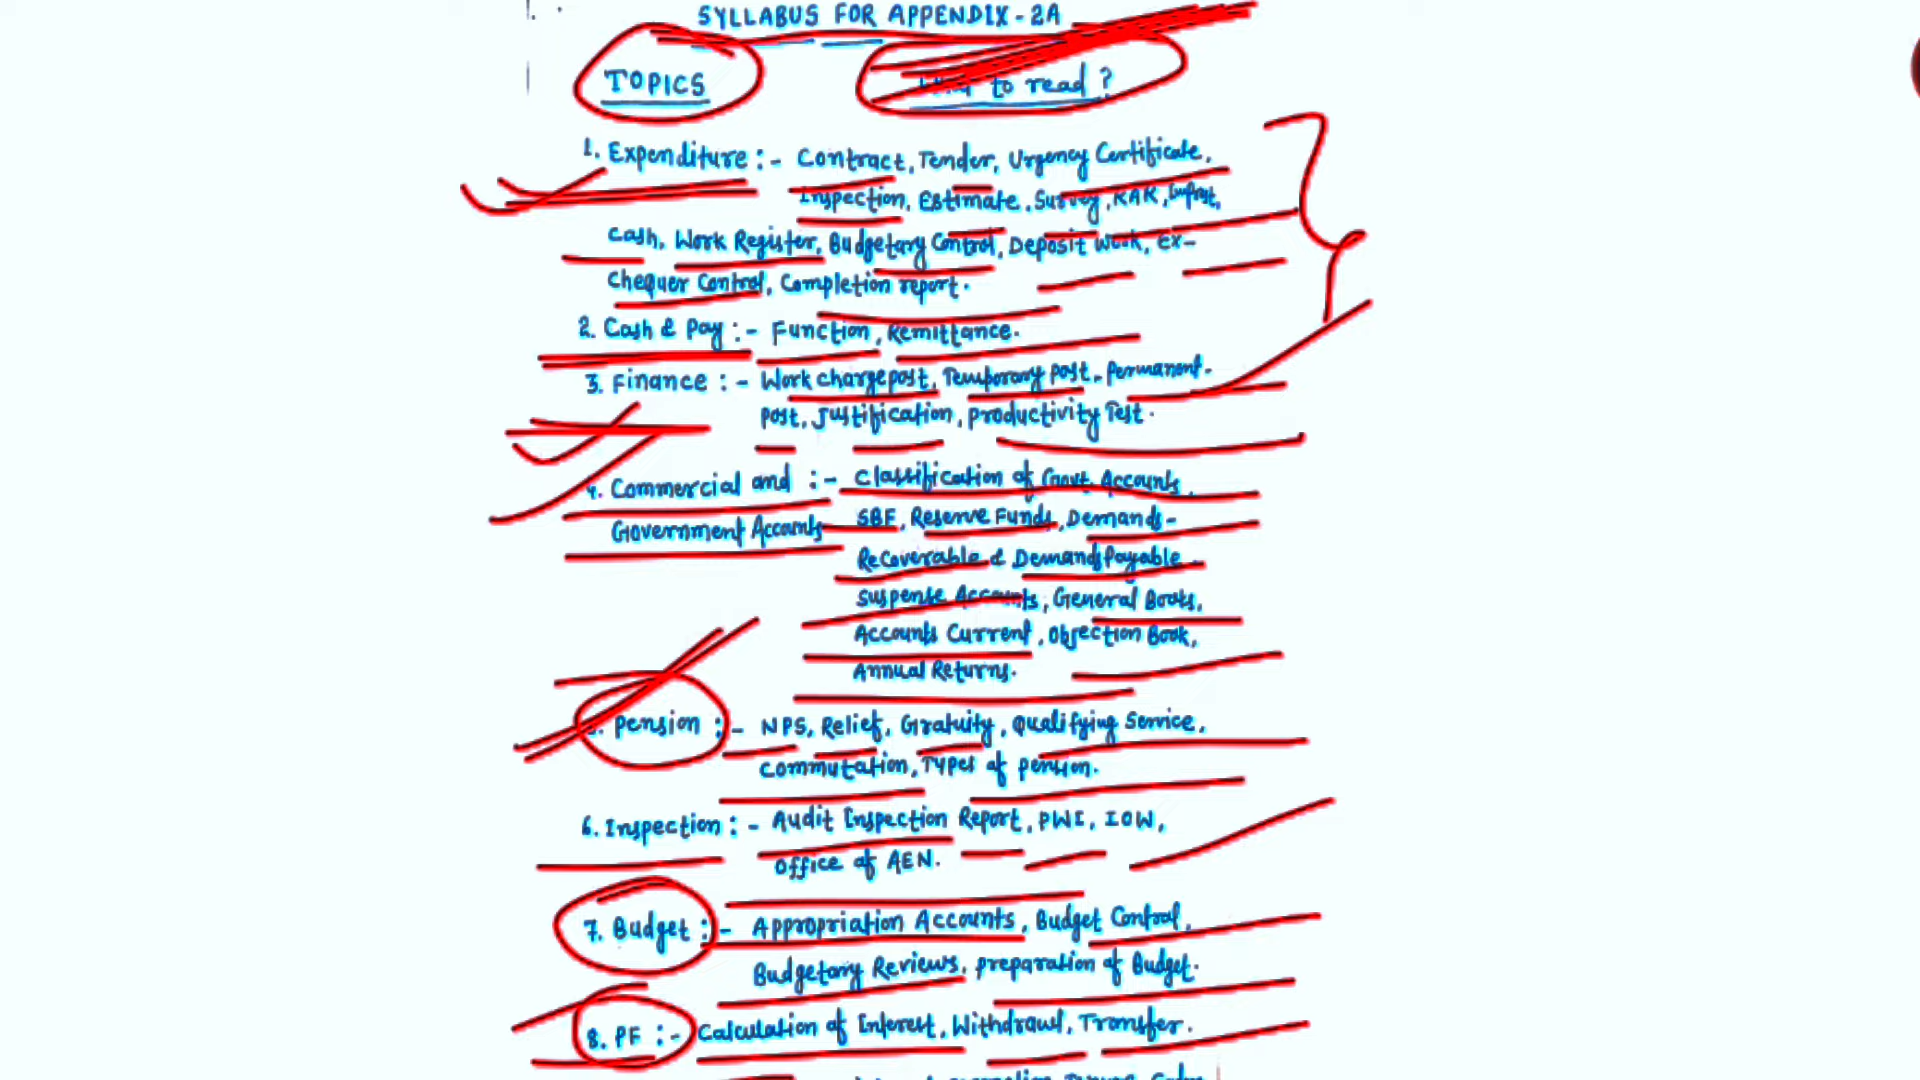 SYLLABUS FOR APPENDIX-2A
TOPICS to read ?
1. Expenditure :- Contract, Tender, Urgency Certificate,
Inspection, Estimate, Survey, RAR, Imprest,
Cash, Work Register, Budgetary Control, Deposit Work, Ex-
chequer Control, Completion report.
2. Cash & Pay :- Function, Remittance.
3. Finance :- Work charge post, Temporary post, Permanent-
post, Justification, productivity Test.
4. Commercial and :- Classification of Govt. Accounts,
Government Accounts SBF, Reserve Funds, Demands-
Recoverable & Demands Payable
Suspense Accounts, General Books,
Accounts Current, Objection Book,
Annual Returns.
Pension :- NPS, Relief, Gratuity, Qualifying Service,
Commutation, Types of pension.
6. Inspection :- Audit Inspection Report, PWI, IOW,
Office of AEN.
7. Budget :- Appropriation Accounts, Budget Control,
Budgetary Reviews, preparation of Budget.
8. PF :- Calculation of Interest, Withdrawl, Transfer.